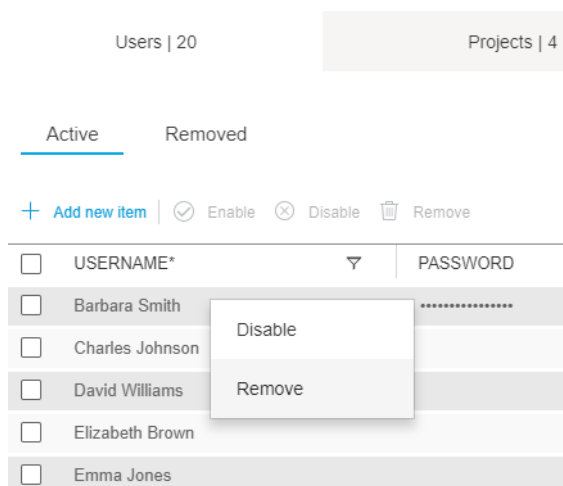 Users | 20 Projects | 4
Active Removed
Add new item Enable Disable Remove
USERNAME* PASSWORD
Barbara Smith ••••••••••••••••
Disable
Charles Johnson
David Williams Remove
Elizabeth Brown
Emma Jones